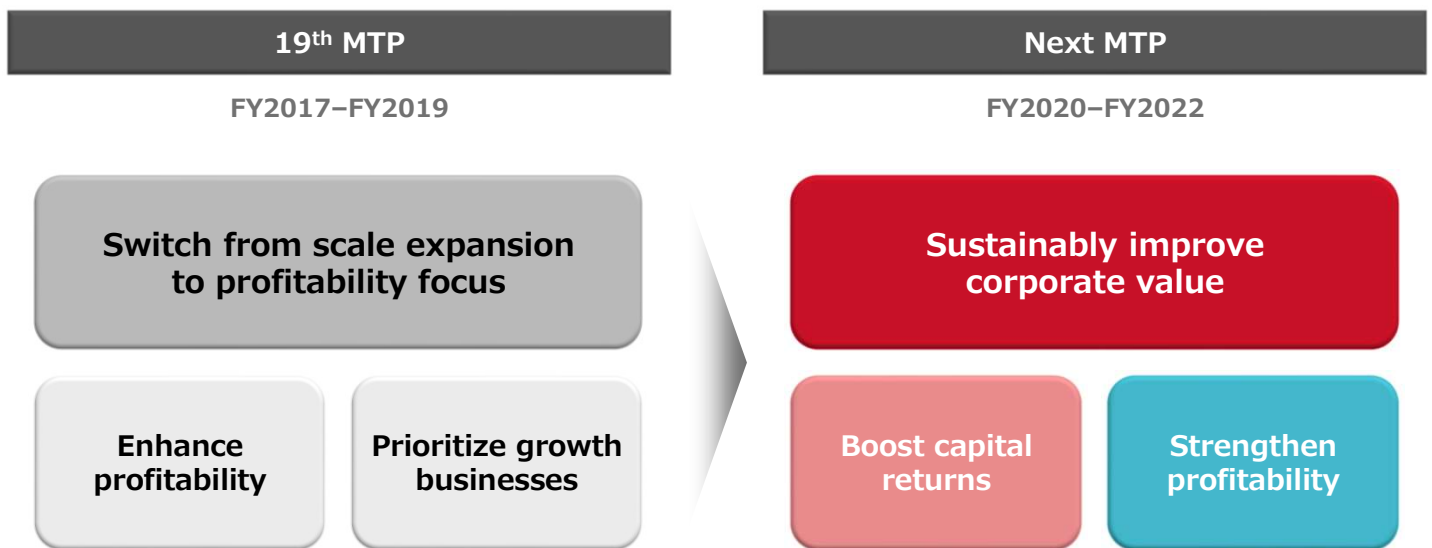 19th MTP
FY2017–FY2019
Switch from scale expansion
to profitability focus
Enhance
profitability
Prioritize growth
businesses
Next MTP
FY2020–FY2022
Sustainably improve
corporate value
Boost capital
returns
Strengthen
profitability